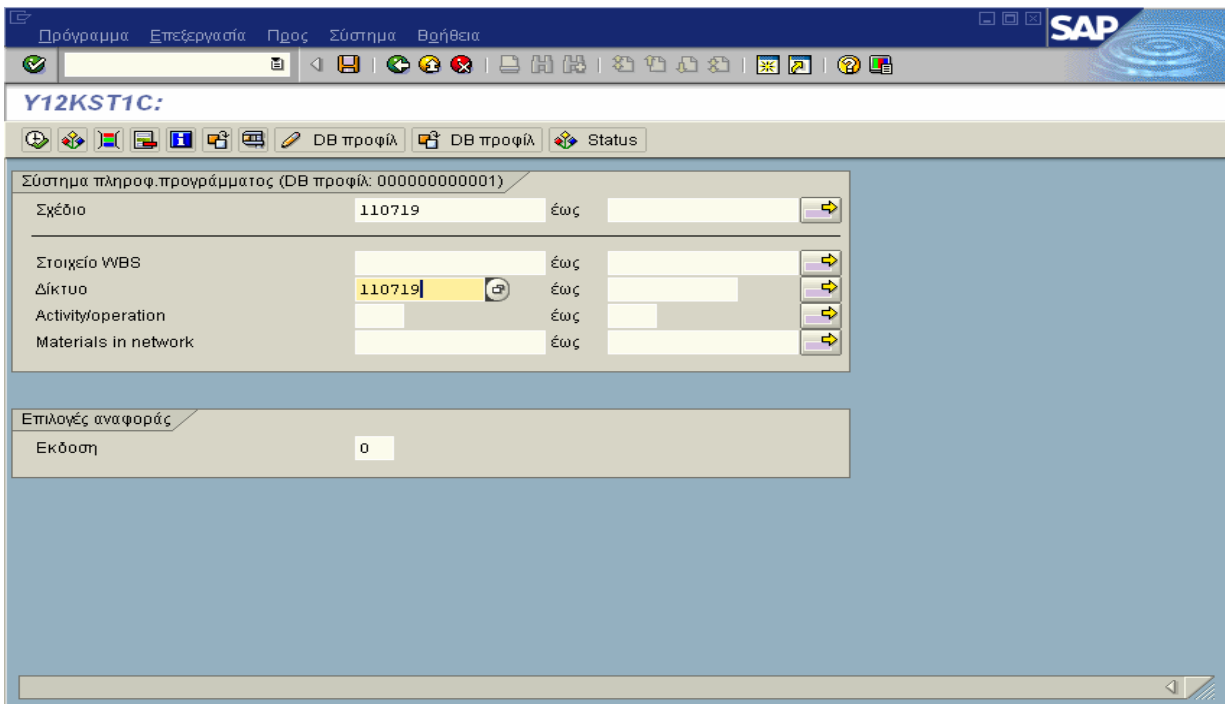 Πρόγραμμα Επεξεργασία Προς Σύστημα Βοήθεια
SAP
Y12KST1C:
DB προφίλ DB προφίλ Status
Σύστημα πληροφ.προγράμματος (DB προφίλ: 000000000001)
Σχέδιο 110719 έως
Στοιχείο WBS έως
Δίκτυο 110719 έως
Activity/operation έως
Materials in network έως
Επιλογές αναφοράς
Εκδοση 0